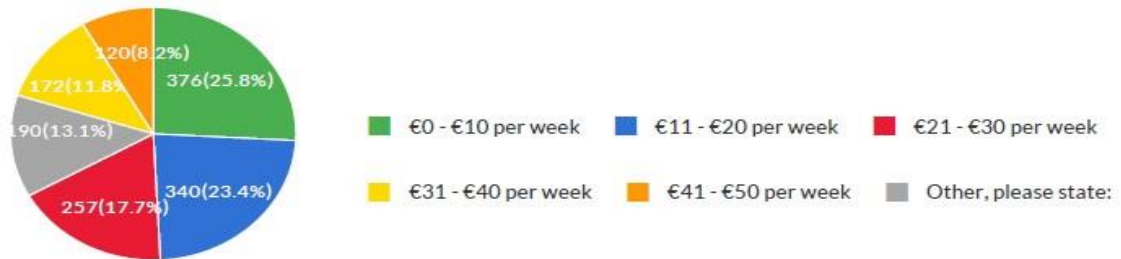 120(8.2%)
376(25.8%)
172(11.8%
190(13.1%)
340(23.4%)
257(17.7%)
€0 - €10 per week
€11 - €20 per week
€21 - €30 per week
€31 - €40 per week
€41 - €50 per week
Other, please state: